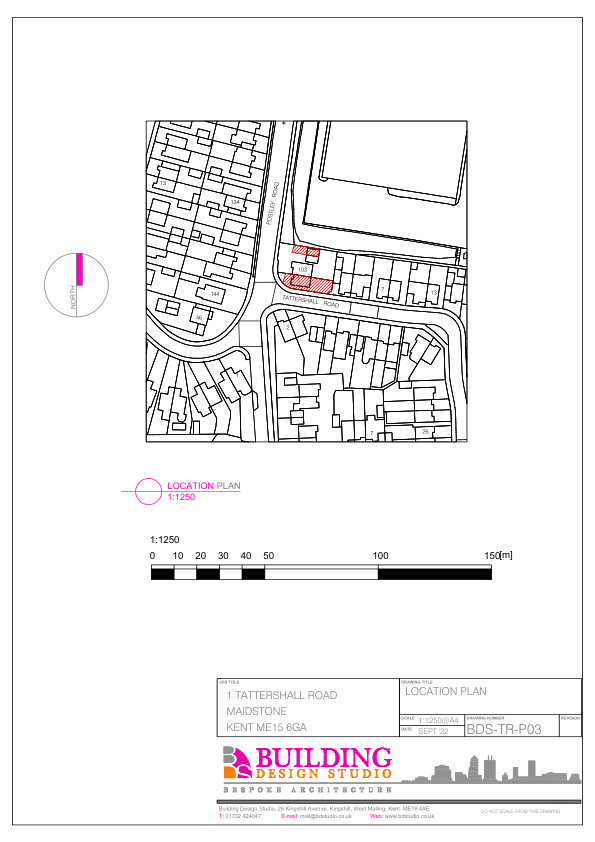 13
134
POSTLEY ROAD
103
144
46
TATTERSHALL ROAD
7
13
2
7
26
NORTH
LOCATION PLAN
1:1250
1:1250
0 10 20 30 40 50 100 150[m]
JOB TITLE
1 TATTERSHALL ROAD
MAIDSTONE
KENT ME15 6GA
DRAWING TITLE
LOCATION PLAN
SCALE 1:1250@A4
DATE SEPT '22
DRAWING NUMBER
BDS-TR-P03
REVISION
BDS BUILDING
DESIGN STUDIO
BESPOKE ARCHITECTURE
Building Design Studio, 26 Kingshill Avenue, Kingshill, West Malling, Kent. ME19 4AE
T: 01732 424047 E-mail: mail@bdstudio.co.uk Web: www.bdstudio.co.uk
DO NOT SCALE FROM THIS DRAWING